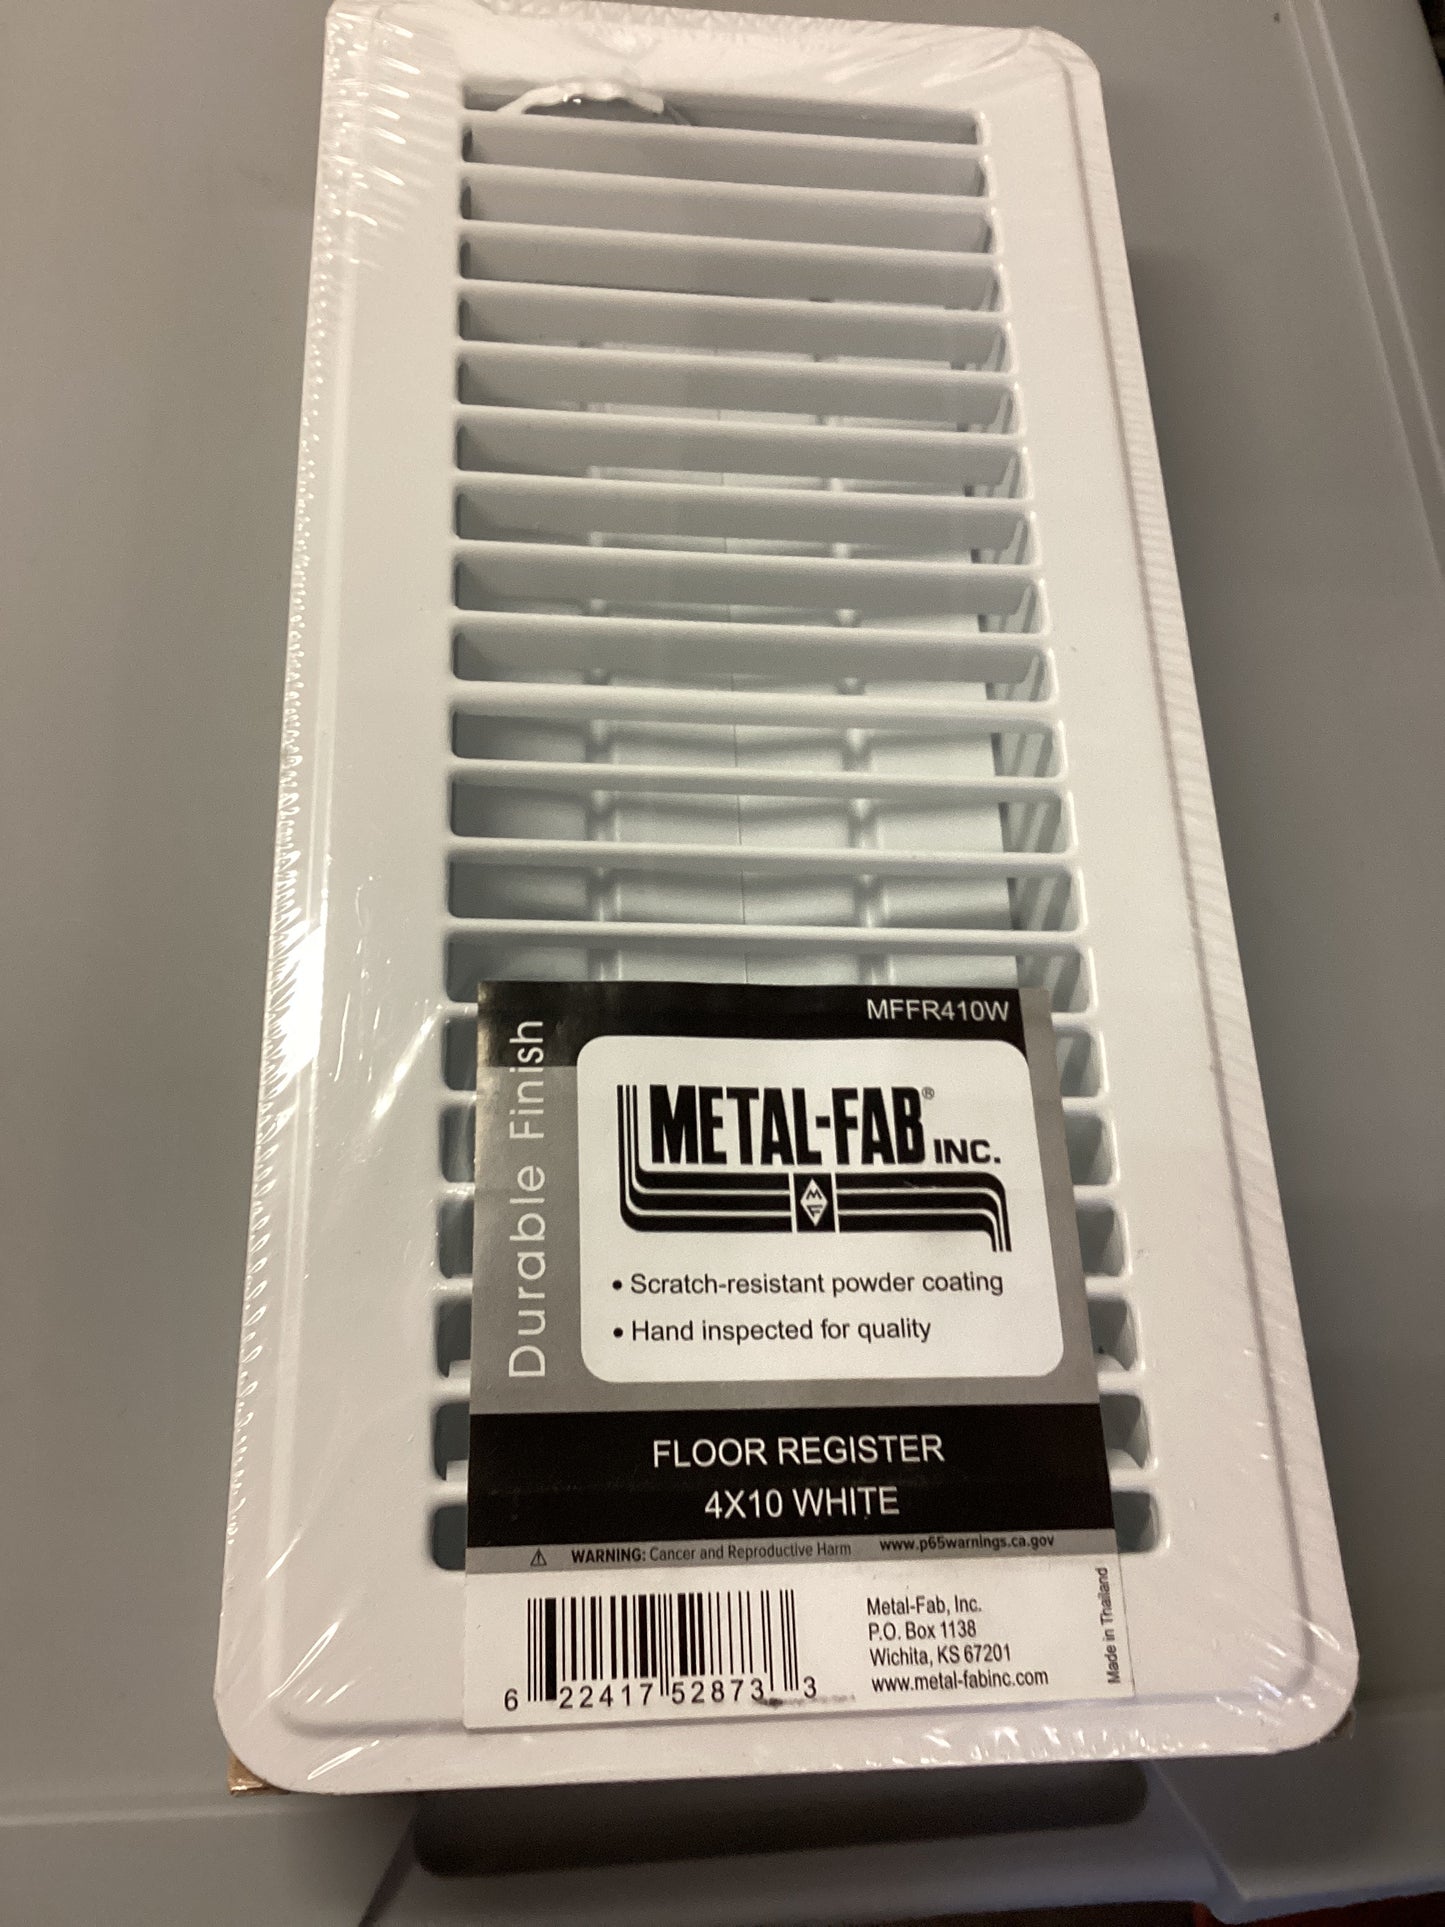 MFFR410W
Durable Finish
METAL-FAB® INC.
MF
• Scratch-resistant powder coating
• Hand inspected for quality
FLOOR REGISTER
4X10 WHITE
⚠ WARNING: Cancer and Reproductive Harm www.p65warnings.ca.gov
6 22417 52873 3
Metal-Fab, Inc.
P.O. Box 1138
Wichita, KS 67201
www.metal-fabinc.com
Made in Thailand